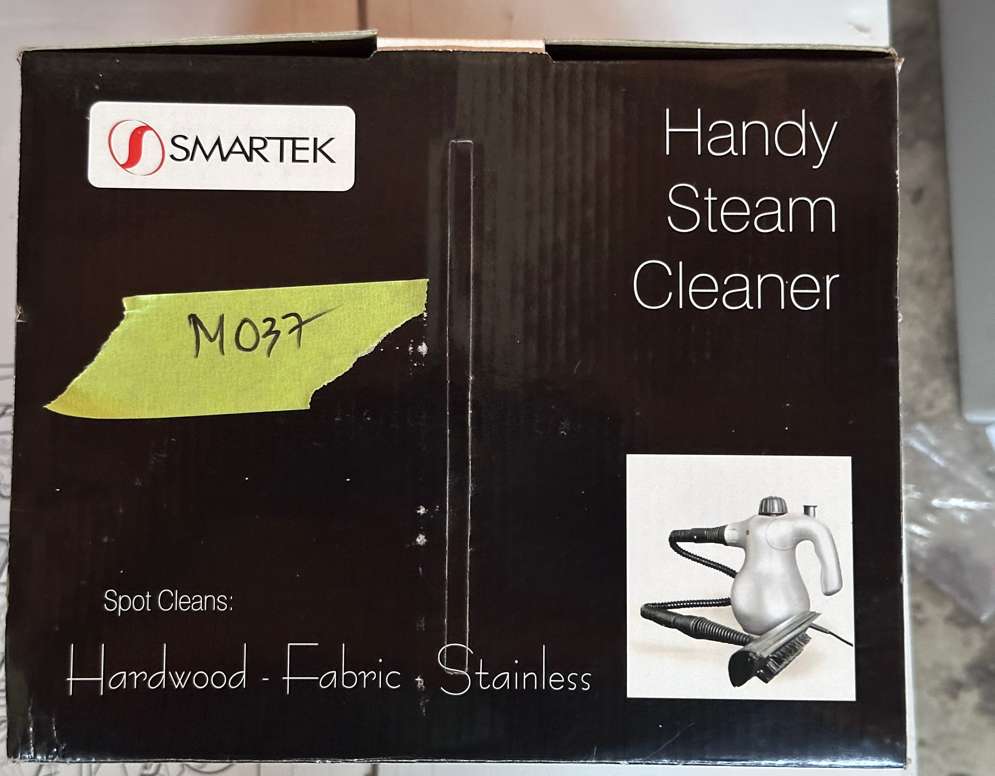 SMARTEK
Handy
Steam
Cleaner
M037
Spot Cleans:
Hardwood - Fabric - Stainless